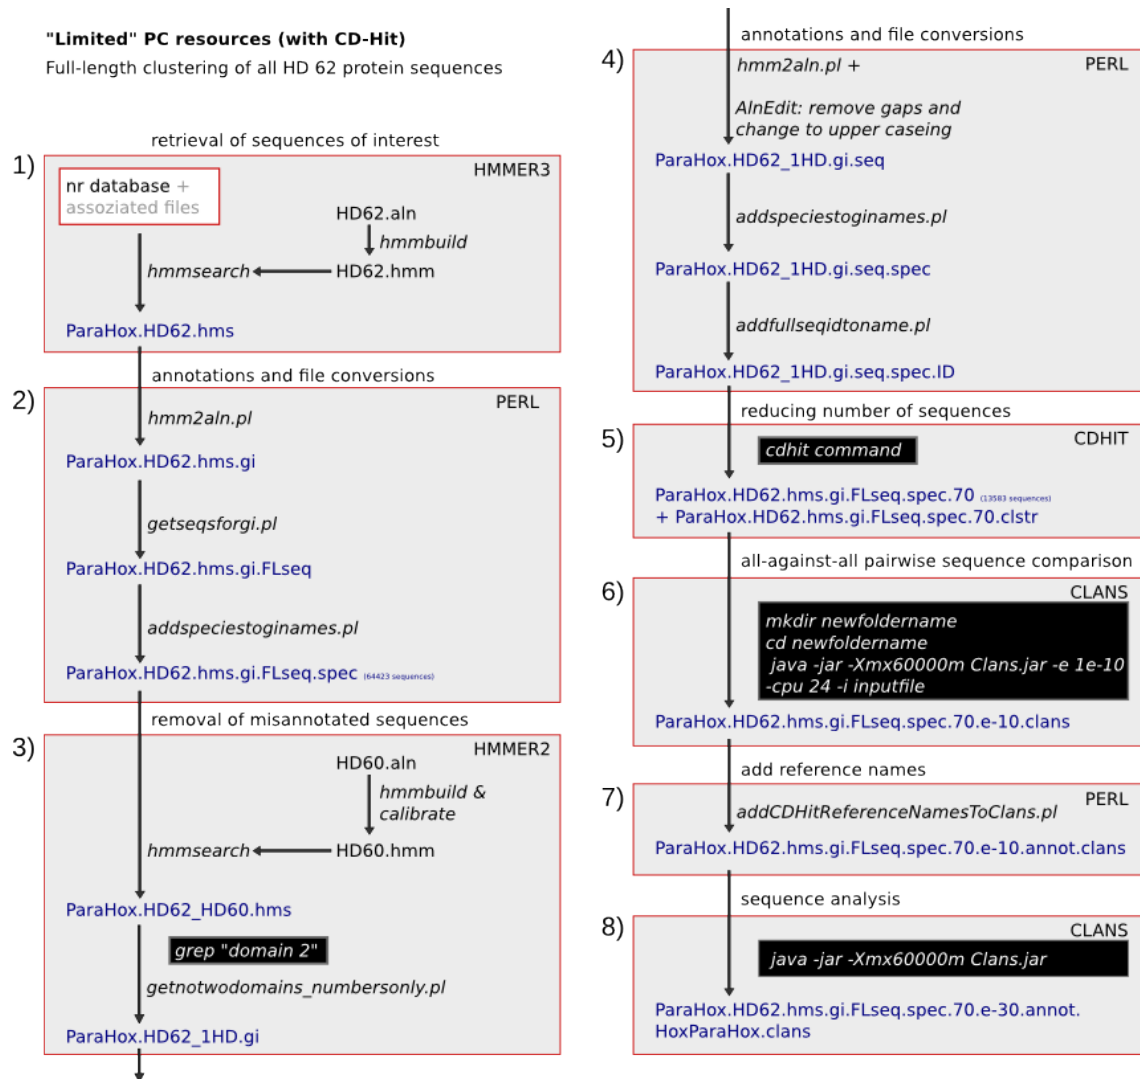 "Limited" PC resources (with CD-Hit)
Full-length clustering of all HD 62 protein sequences
retrieval of sequences of interest
1)
HMMER3
nr database +
assoziated files
HD62.aln
hmmbuild
hmmsearch
HD62.hmm
ParaHox.HD62.hms
annotations and file conversions
2)
PERL
hmm2aln.pl
ParaHox.HD62.hms.gi
getseqsforgi.pl
ParaHox.HD62.hms.gi.FLseq
addspeciestoginames.pl
ParaHox.HD62.hms.gi.FLseq.spec (64423 sequences)
removal of misannotated sequences
3)
HMMER2
HD60.aln
hmmbuild &
calibrate
hmmsearch
HD60.hmm
ParaHox.HD62_HD60.hms
grep "domain 2"
getnotwodomains_numbersonly.pl
ParaHox.HD62_1HD.gi
annotations and file conversions
4)
PERL
hmm2aln.pl +
AlnEdit: remove gaps and
change to upper caseing
ParaHox.HD62_1HD.gi.seq
addspeciestoginames.pl
ParaHox.HD62_1HD.gi.seq.spec
addfullseqidtoname.pl
ParaHox.HD62_1HD.gi.seq.spec.ID
reducing number of sequences
5)
CDHIT
cdhit command
ParaHox.HD62.hms.gi.FLseq.spec.70 (13583 sequences)
+ ParaHox.HD62.hms.gi.FLseq.spec.70.clstr
all-against-all pairwise sequence comparison
6)
CLANS
mkdir newfoldername
cd newfoldername
java -jar -Xmx60000m Clans.jar -e 1e-10
-cpu 24 -i inputfile
ParaHox.HD62.hms.gi.FLseq.spec.70.e-10.clans
add reference names
7)
PERL
addCDHitReferenceNamesToClans.pl
ParaHox.HD62.hms.gi.FLseq.spec.70.e-10.annot.clans
sequence analysis
8)
CLANS
java -jar -Xmx60000m Clans.jar
ParaHox.HD62.hms.gi.FLseq.spec.70.e-30.annot.
HoxParaHox.clans